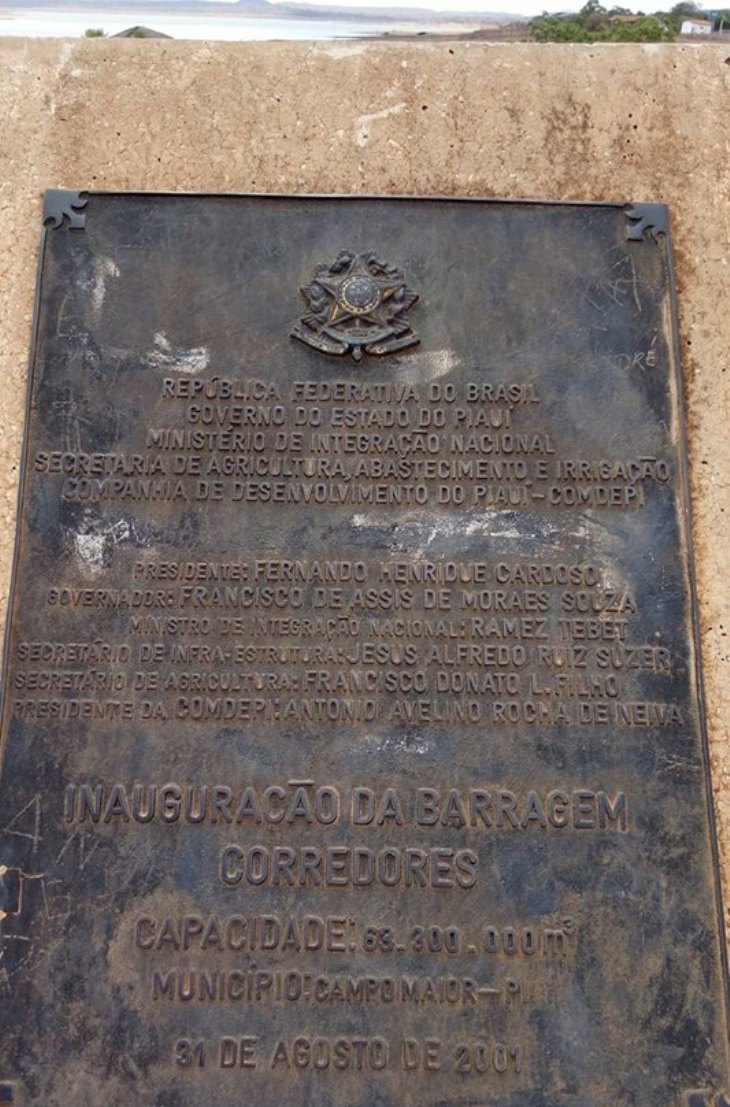 REPÚBLICA FEDERATIVA DO BRASIL
GOVERNO DO ESTADO DO PIAUÍ
MINISTÉRIO DE INTEGRAÇÃO NACIONAL
SECRETARIA DE AGRICULTURA, ABASTECIMENTO E IRRIGAÇÃO
COMPANHIA DE DESENVOLVIMENTO DO PIAUÍ-COMDEPI
PRESIDENTE: FERNANDO HENRIQUE CARDOSO
GOVERNADOR: FRANCISCO DE ASSIS DE MORAES SOUZA
MINISTRO DE INTEGRAÇÃO NACIONAL: RAMEZ TEBET
SECRETÁRIO DE INFRA-ESTRUTURA: JESUS ALFREDO RUIZ SUZER
SECRETÁRIO DE AGRICULTURA: FRANCISCO DONATO L. FILHO
PRESIDENTE DA COMDEPI: ANTONIO AVELINO ROCHA DE NEIVA
INAUGURAÇÃO DA BARRAGEM
CORREDORES
CAPACIDADE: 63.300.000 m³
MUNICÍPIO: CAMPO MAIOR-PI
31 DE AGOSTO DE 2001